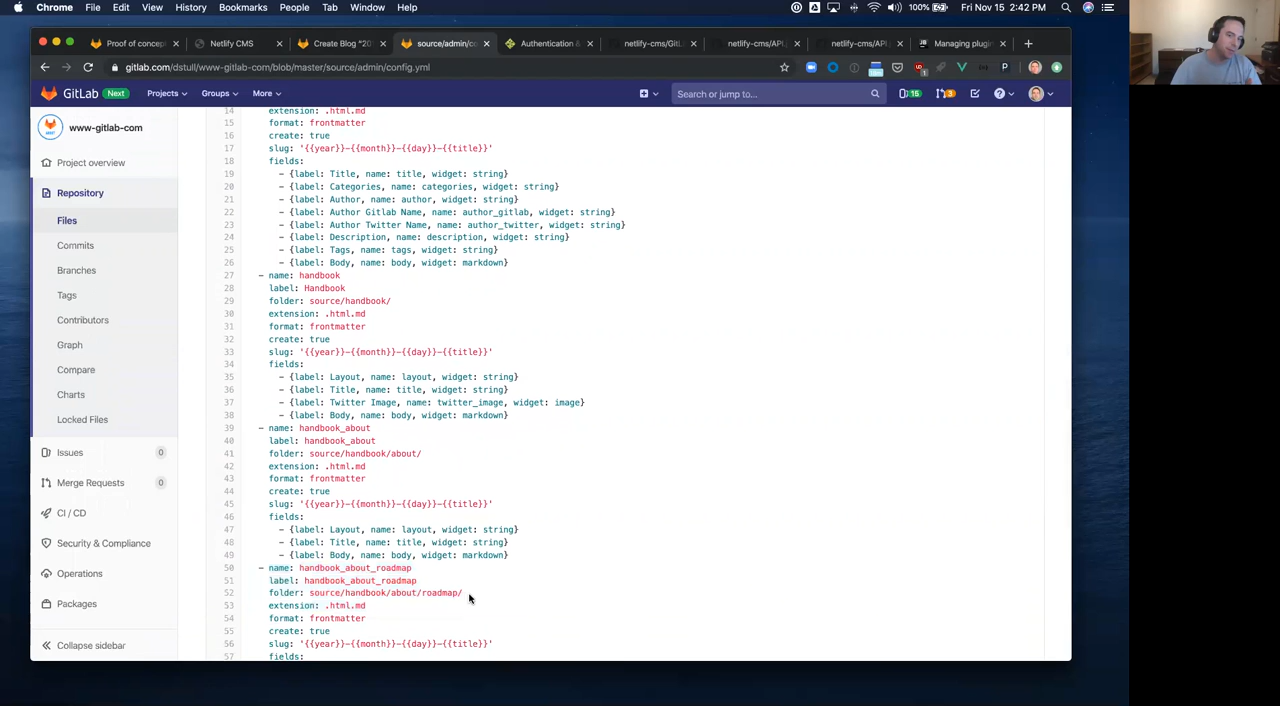 Chrome File Edit View History Bookmarks People Tab Window Help 100% Fri Nov 15 2:42 PM
Proof of concep Netlify CMS Create Blog "20 source/admin/co Authentication & netlify-cms/GitL netlify-cms/API. netlify-cms/API. Managing plugin
gitlab.com/dstull/www-gitlab-com/blob/master/source/admin/config.yml
GitLab Next Projects Groups More Search or jump to... 15 3
www-gitlab-com
Project overview
Repository
Files
Commits
Branches
Tags
Contributors
Graph
Compare
Charts
Locked Files
Issues 0
Merge Requests 0
CI / CD
Security & Compliance
Operations
Packages
Collapse sidebar
14 extension: .html.md
15 format: frontmatter
16 create: true
17 slug: '{{year}}-{{month}}-{{day}}-{{title}}'
18 fields:
19 - {label: Title, name: title, widget: string}
20 - {label: Categories, name: categories, widget: string}
21 - {label: Author, name: author, widget: string}
22 - {label: Author Gitlab Name, name: author_gitlab, widget: string}
23 - {label: Author Twitter Name, name: author_twitter, widget: string}
24 - {label: Description, name: description, widget: string}
25 - {label: Tags, name: tags, widget: string}
26 - {label: Body, name: body, widget: markdown}
27 - name: handbook
28 label: Handbook
29 folder: source/handbook/
30 extension: .html.md
31 format: frontmatter
32 create: true
33 slug: '{{year}}-{{month}}-{{day}}-{{title}}'
34 fields:
35 - {label: Layout, name: layout, widget: string}
36 - {label: Title, name: title, widget: string}
37 - {label: Twitter Image, name: twitter_image, widget: image}
38 - {label: Body, name: body, widget: markdown}
39 - name: handbook_about
40 label: handbook_about
41 folder: source/handbook/about/
42 extension: .html.md
43 format: frontmatter
44 create: true
45 slug: '{{year}}-{{month}}-{{day}}-{{title}}'
46 fields:
47 - {label: Layout, name: layout, widget: string}
48 - {label: Title, name: title, widget: string}
49 - {label: Body, name: body, widget: markdown}
50 - name: handbook_about_roadmap
51 label: handbook_about_roadmap
52 folder: source/handbook/about/roadmap/
53 extension: .html.md
54 format: frontmatter
55 create: true
56 slug: '{{year}}-{{month}}-{{day}}-{{title}}'
57 fields: